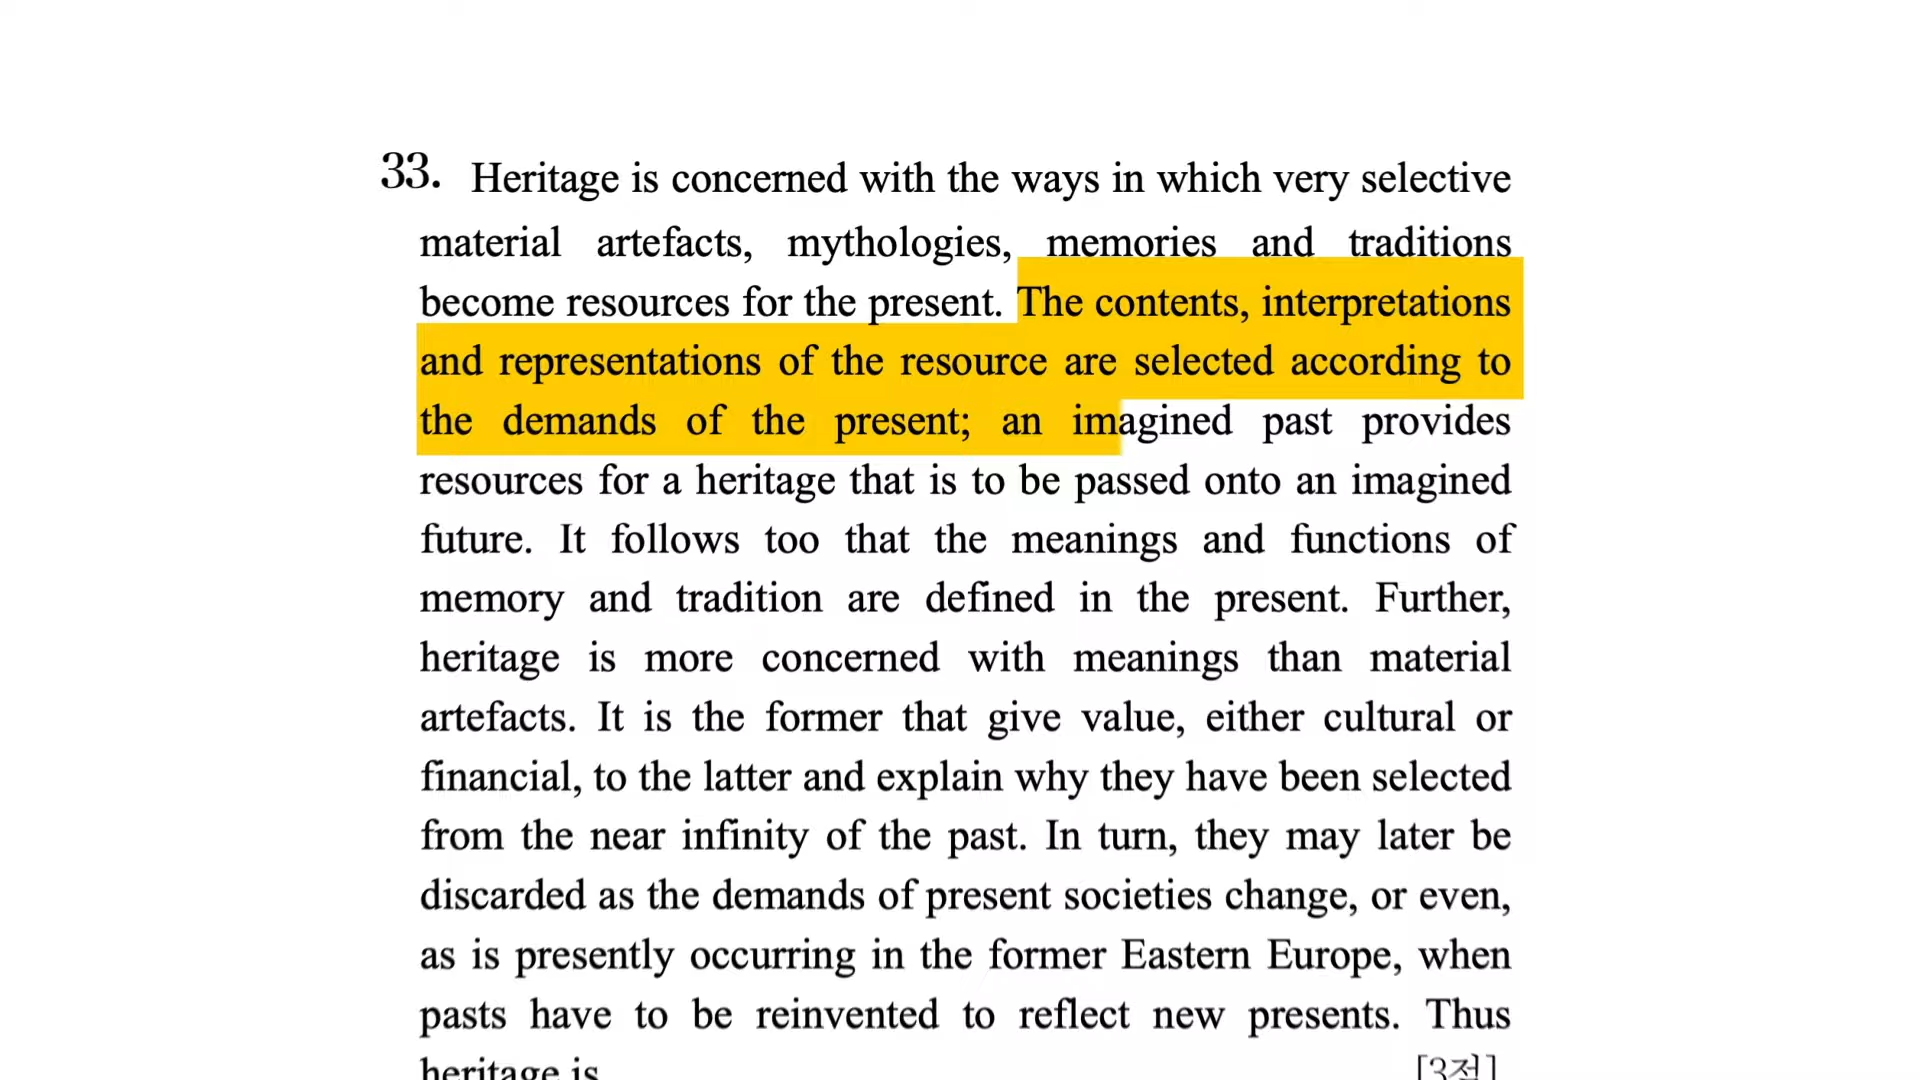 33. Heritage is concerned with the ways in which very selective
material artefacts, mythologies, memories and traditions
become resources for the present. The contents, interpretations
and representations of the resource are selected according to
the demands of the present; an imagined past provides
resources for a heritage that is to be passed onto an imagined
future. It follows too that the meanings and functions of
memory and tradition are defined in the present. Further,
heritage is more concerned with meanings than material
artefacts. It is the former that give value, either cultural or
financial, to the latter and explain why they have been selected
from the near infinity of the past. In turn, they may later be
discarded as the demands of present societies change, or even,
as is presently occurring in the former Eastern Europe, when
pasts have to be reinvented to reflect new presents. Thus
heritage is [3점]